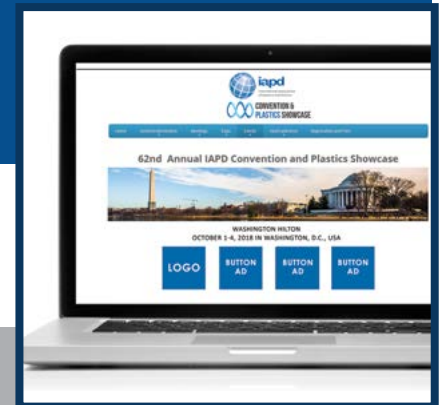 iapd
CONVENTION &
PLASTICS SHOWCASE
62nd Annual IAPD Convention and Plastics Showcase
WASHINGTON HILTON
OCTOBER 1-4, 2018 IN WASHINGTON, D.C., USA
LOGO
BUTTON
AD
BUTTON
AD
BUTTON
AD